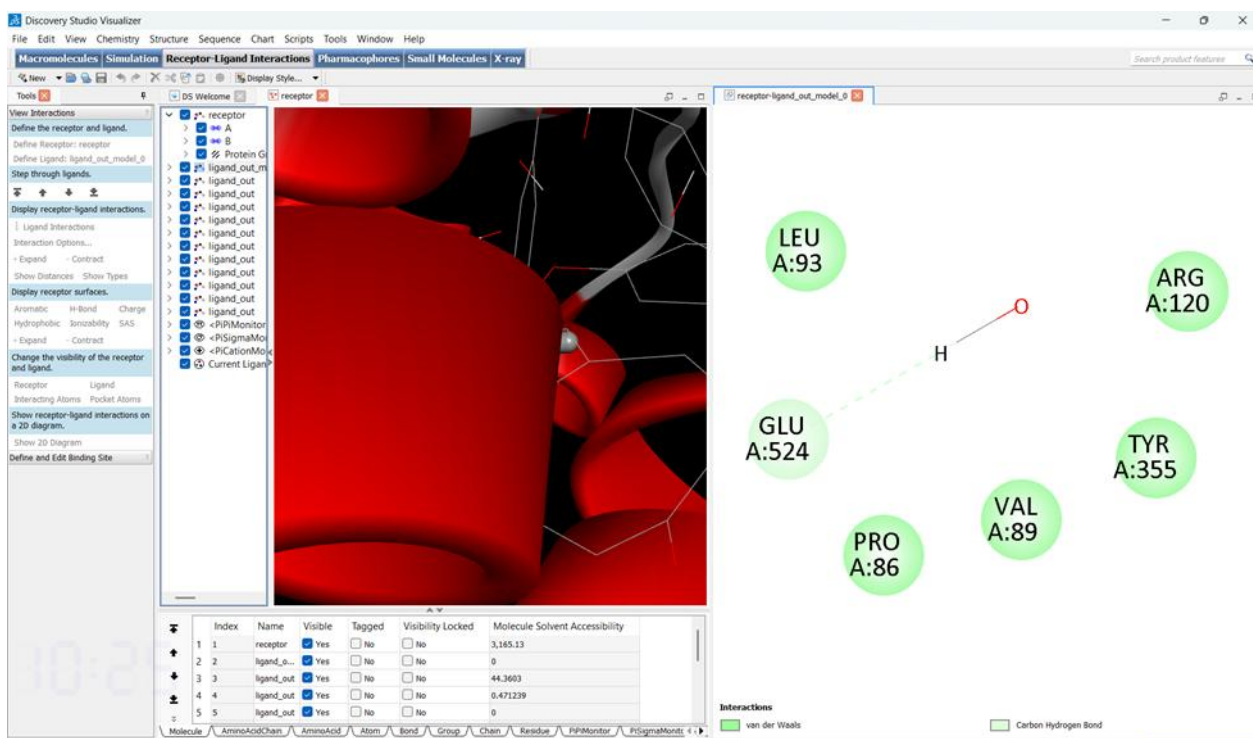 Discovery Studio Visualizer
File Edit View Chemistry Structure Sequence Chart Scripts Tools Window Help
Macromolecules Simulation Receptor-Ligand Interactions Pharmacophores Small Molecules X-ray
Search product features
New Display Style...
Tools
DS Welcome receptor
receptor-ligand_out_model_0
View Interactions
Define the receptor and ligand.
Define Receptor: receptor
Define Ligand: ligand_out_model_0
Step through ligands.
Display receptor-ligand interactions.
Ligand Interactions
Interaction Options...
- Expand - Contract
Show Distances Show Types
Display receptor surfaces.
Aromatic H-Bond Charge
Hydrophobic Ionizability SAS
- Expand - Contract
Change the visibility of the receptor
and ligand.
Receptor Ligand
Interacting Atoms Pocket Atoms
Show receptor-ligand interactions on
a 2D diagram.
Show 2D Diagram
Define and Edit Binding Site
receptor
A
B
Protein G
ligand_out_m
ligand_out
ligand_out
ligand_out
ligand_out
ligand_out
ligand_out
ligand_out
ligand_out
ligand_out
ligand_out
ligand_out
<PiPiMonitor
<PiSigmaMo
<PiCationMo
Current Ligan
LEU
A:93
ARG
A:120
O
H
GLU
A:524
TYR
A:355
VAL
A:89
PRO
A:86
Index Name Visible Tagged Visibility Locked Molecule Solvent Accessibility
1 1 receptor Yes No No 3,165.13
2 2 ligand_o... Yes No No 0
3 3 ligand_out Yes No No 44.3603
4 4 ligand_out Yes No No 0.471239
5 5 ligand_out Yes No No 0
Molecule AminoAcidChain AminoAcid Atom Bond Group Chain Residue PiPiMonitor PiSigmaMonit
Interactions
van der Waals
Carbon Hydrogen Bond